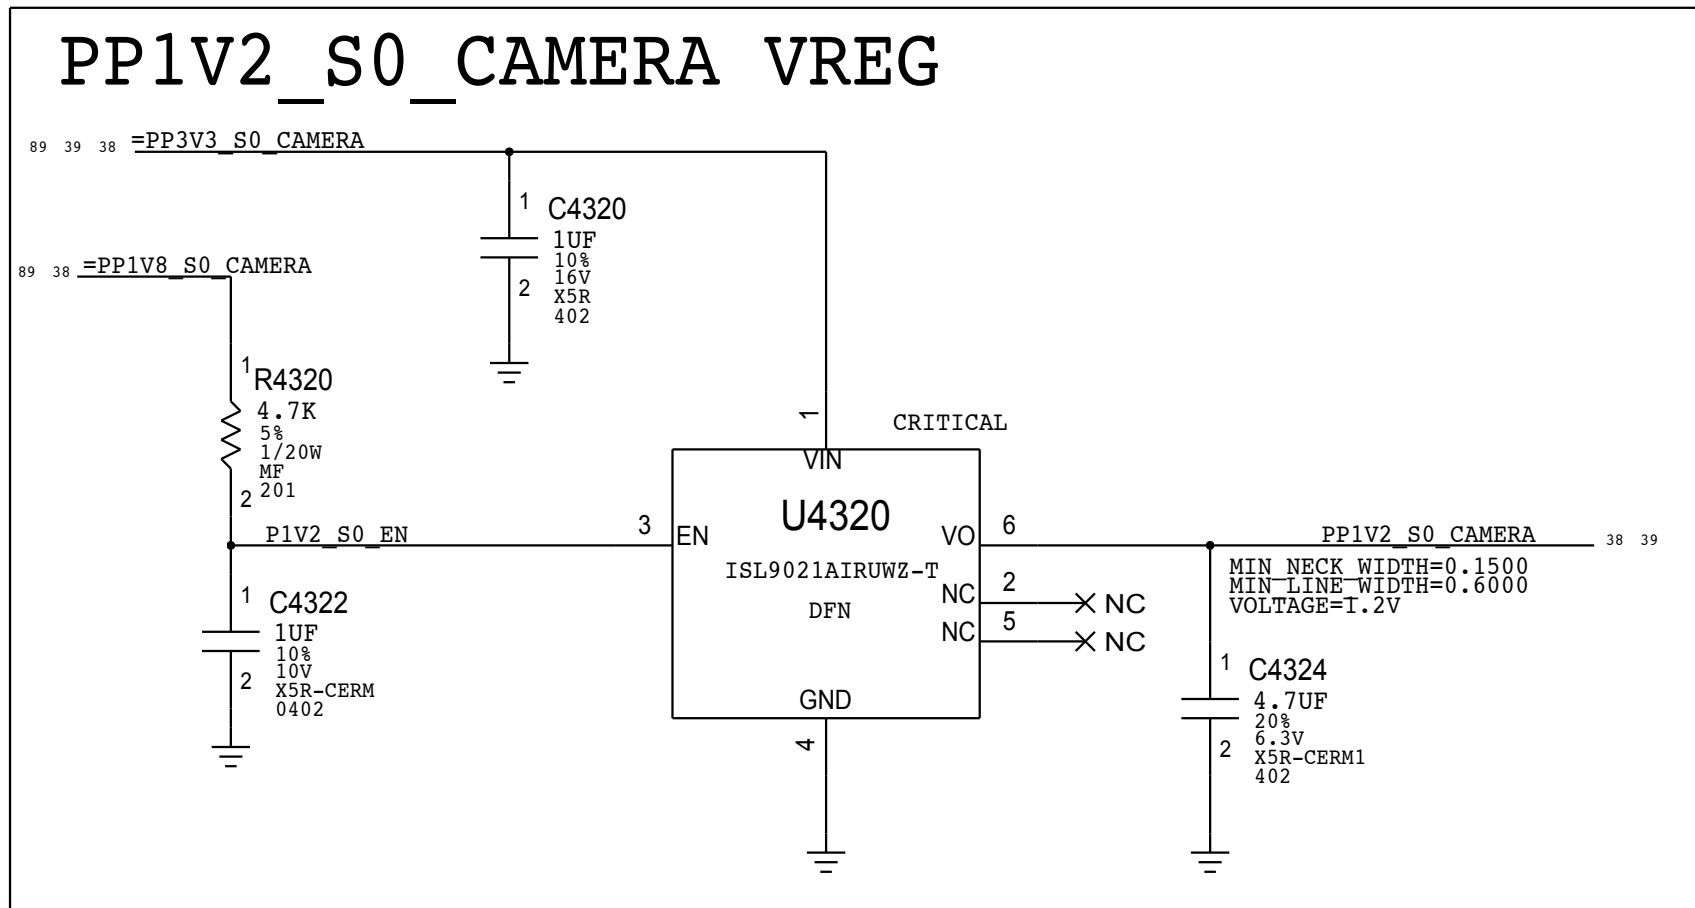 PP1V2_S0_CAMERA VREG
89 39 38 =PP3V3_S0_CAMERA
1
C4320
1UF
10%
16V
X5R
402
2
89 38 =PP1V8_S0_CAMERA
1
R4320
4.7K
5%
1/20W
MF
201
2
P1V2_S0_EN
1
C4322
1UF
10%
10V
X5R-CERM
0402
2
CRITICAL
1
VIN
U4320
3
EN
VO
6
ISL9021AIRUWZ-T
DFN
NC
2
NC
NC
5
NC
GND
4
PP1V2_S0_CAMERA
38 39
MIN_NECK_WIDTH=0.1500
MIN_LINE_WIDTH=0.6000
VOLTAGE=1.2V
1
C4324
4.7UF
20%
6.3V
X5R-CERM1
402
2